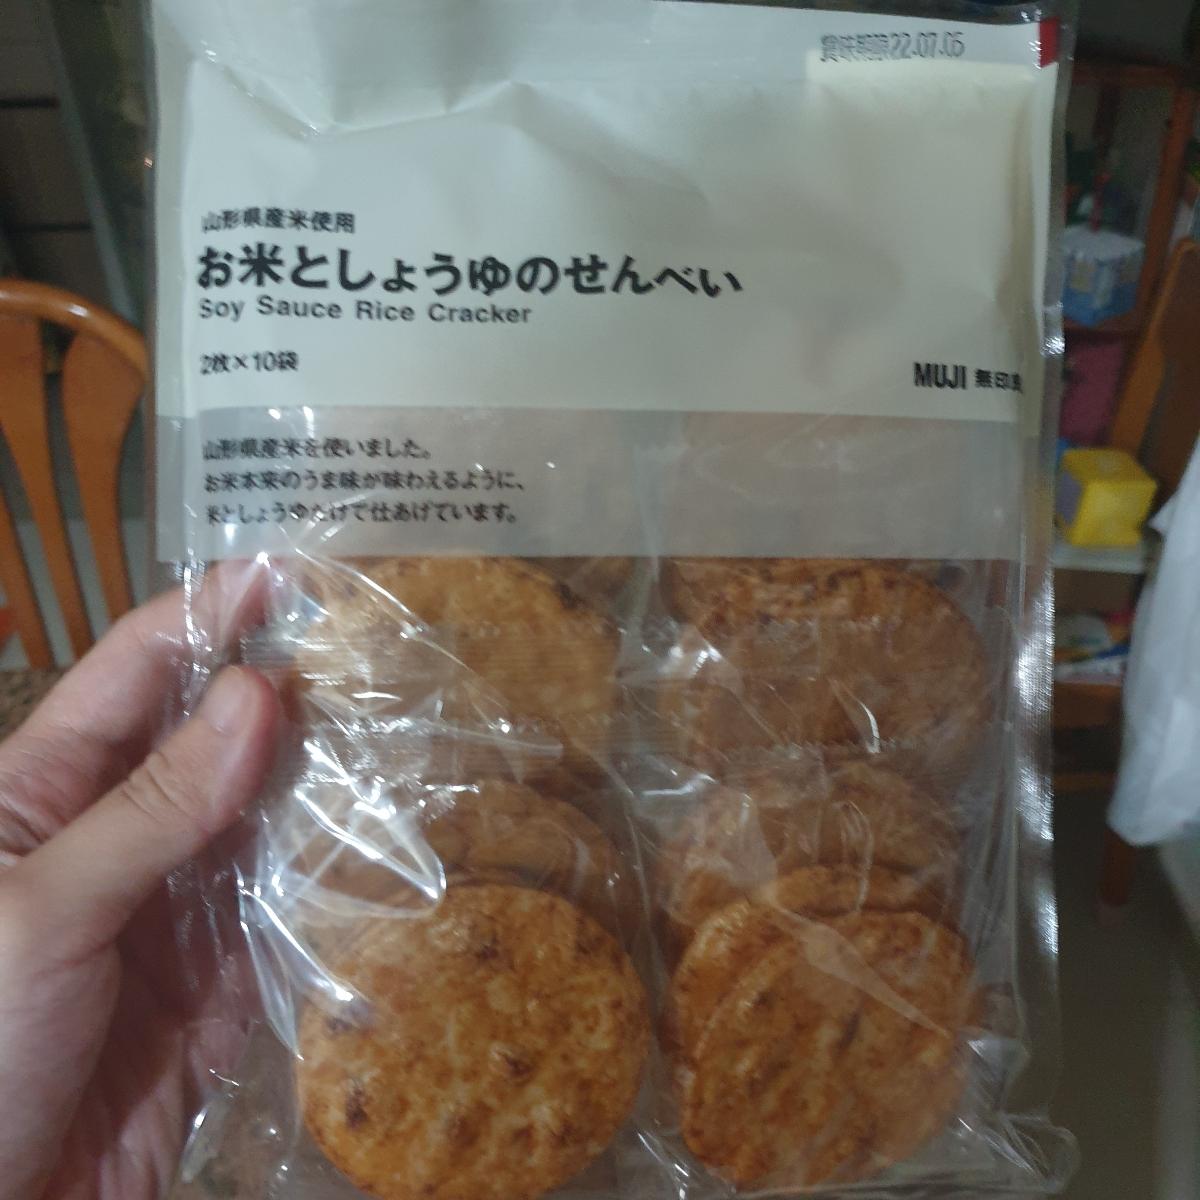 賞味期限22.07.05
山形県産米使用
お米としょうゆのせんべい
Soy Sauce Rice Cracker
2枚×10袋
MUJI 無印良
山形県産米を使いました。
お米本来のうま味が味わえるように、
米としょうゆだけで仕あげています。